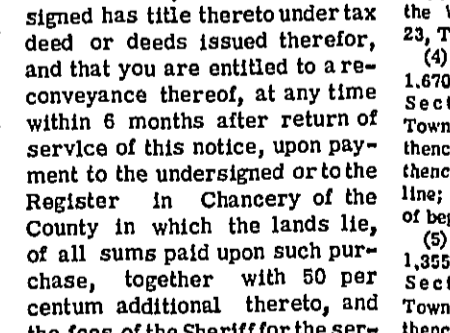 signed has title thereto under tax
deed or deeds issued therefor,
and that you are entitled to a re-
conveyance thereof, at any time
within 6 months after return of
service of this notice, upon pay-
ment to the undersigned or to the
Register in Chancery of the
County in which the lands lie,
of all sums paid upon such pur-
chase, together with 50 per
centum additional thereto, and
the fees of the Sheriff for the ser-
the
23, T
(4)
1,670
Sect
Town
thenc
thenc
line;
of beg
(5)
1,355
Sect
Town
thenc